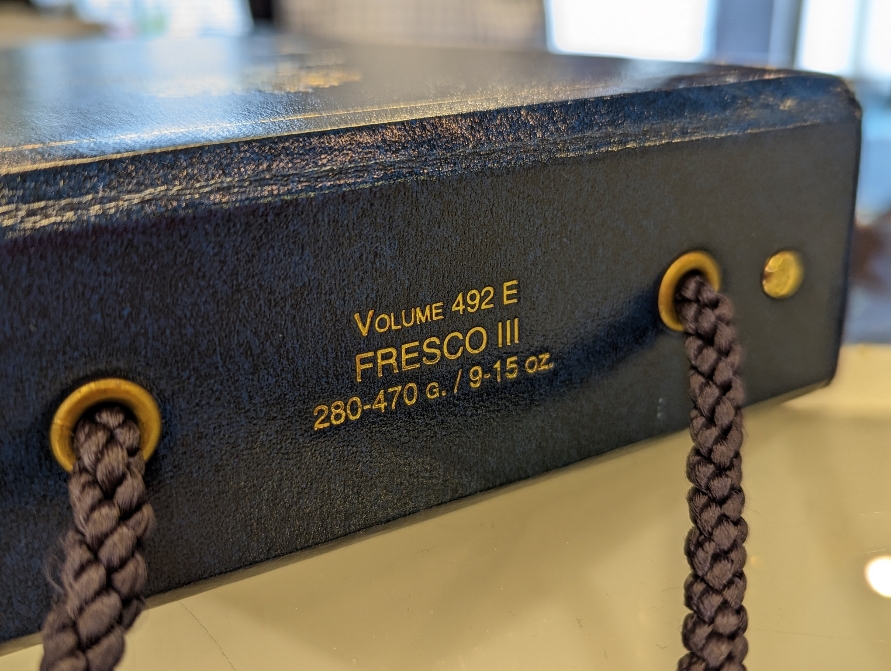 VOLUME 492 E
FRESCO III
280-470 G. / 9-15 OZ.